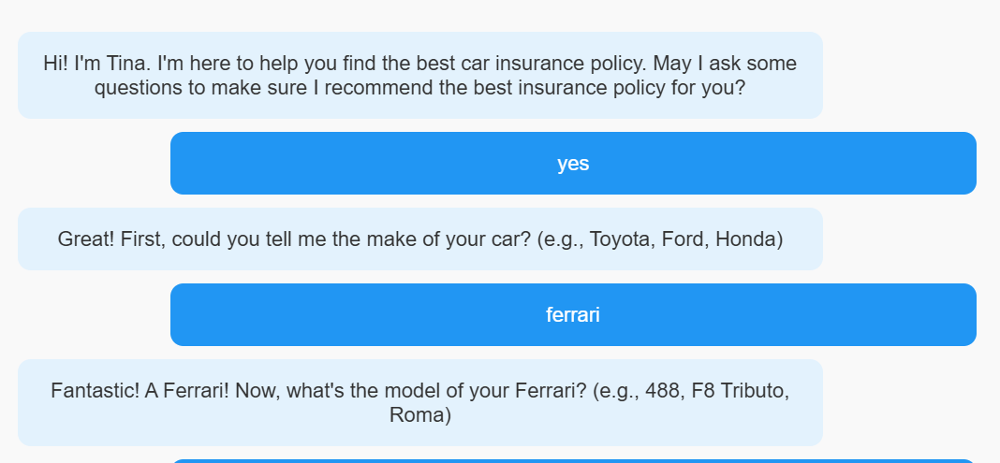 Hi! I'm Tina. I'm here to help you find the best car insurance policy. May I ask some
questions to make sure I recommend the best insurance policy for you?
yes
Great! First, could you tell me the make of your car? (e.g., Toyota, Ford, Honda)
ferrari
Fantastic! A Ferrari! Now, what's the model of your Ferrari? (e.g., 488, F8 Tributo,
Roma)